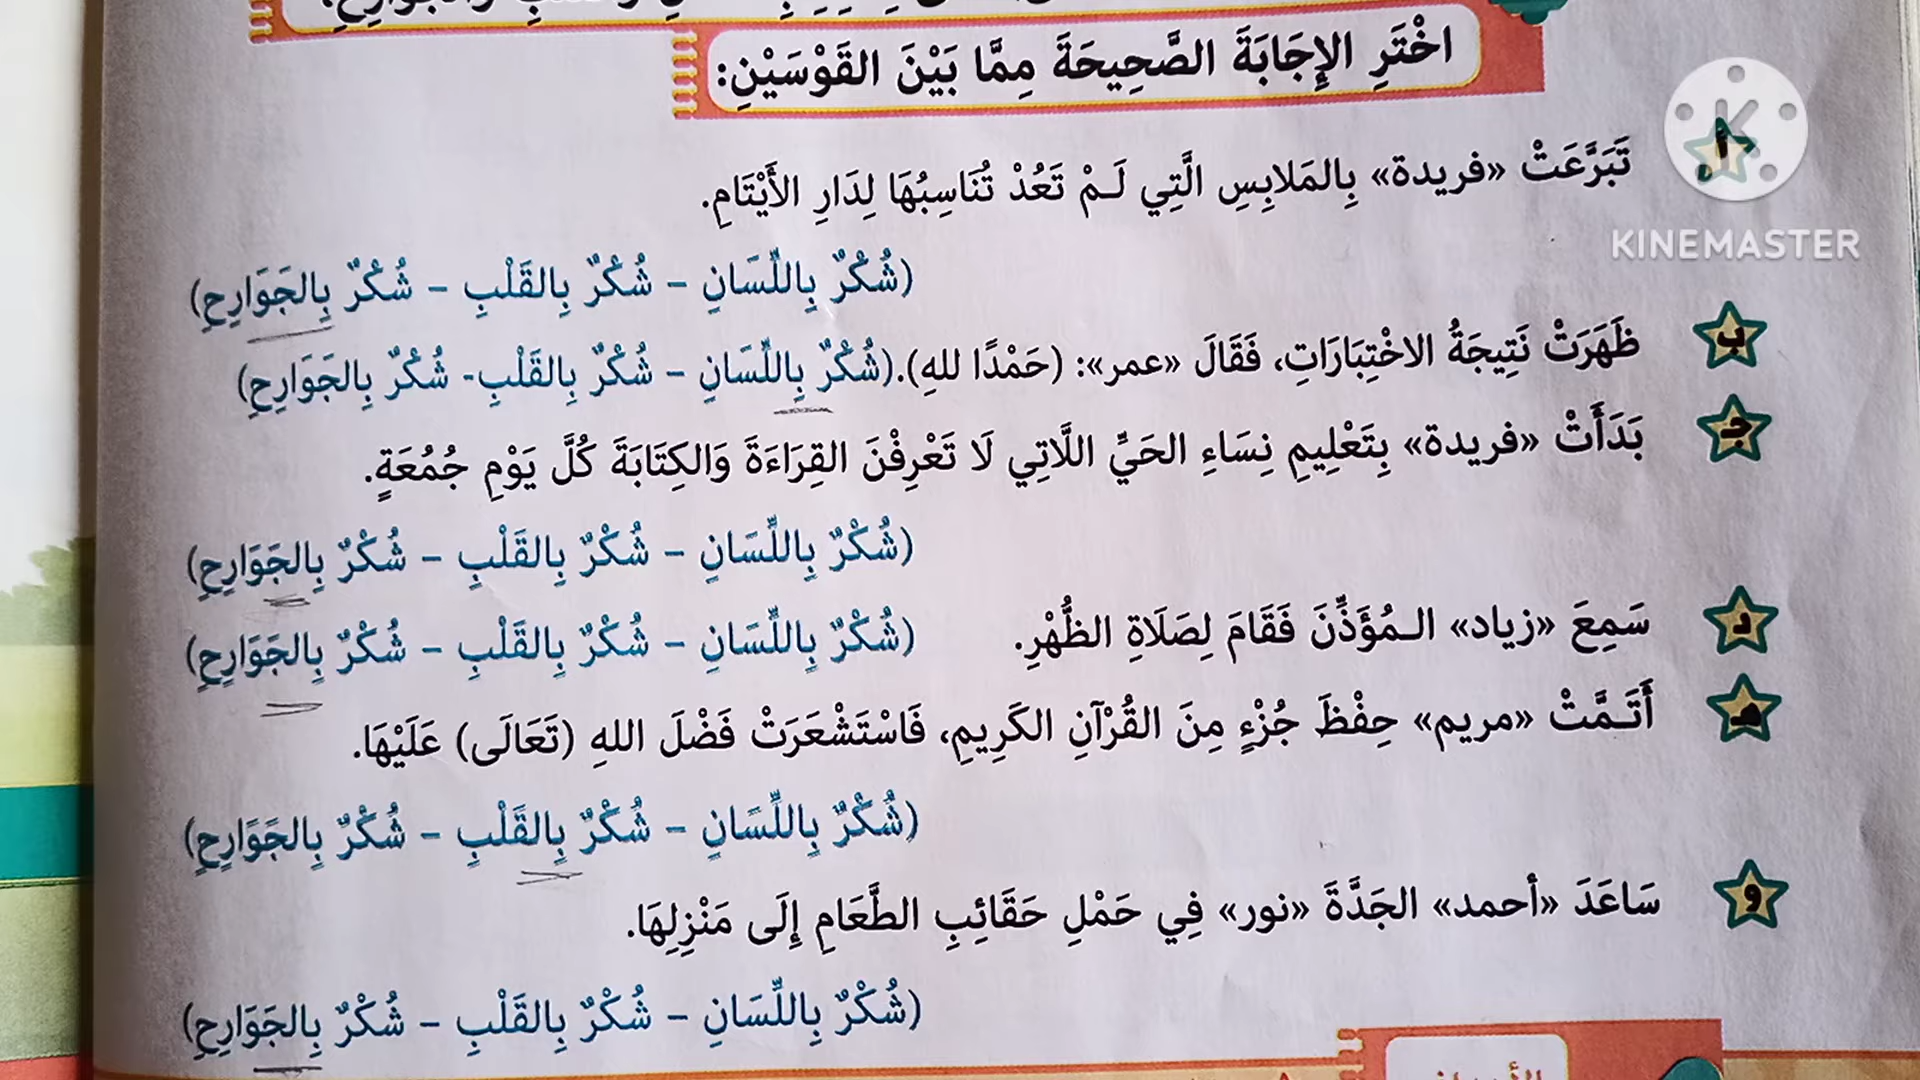 اخْتَرِ الإِجَابَةَ الصَّحِيحَةَ مِمَّا بَيْنَ القَوْسَيْنِ:
KINEMASTER
أ تَبَرَّعَتْ «فريدة» بِالمَلابِسِ الَّتِي لَـمْ تَعُدْ تُنَاسِبُهَا لِدَارِ الأَيْتَامِ.
(شُكْرٌ بِاللِّسَانِ – شُكْرٌ بِالقَلْبِ – شُكْرٌ بِالجَوَارِحِ)
ب ظَهَرَتْ نَتِيجَةُ الاخْتِبَارَاتِ، فَقَالَ «عمر»: (حَمْدًا للهِ).(شُكْرٌ بِاللِّسَانِ – شُكْرٌ بِالقَلْبِ- شُكْرٌ بِالجَوَارِحِ)
جـ بَدَأَتْ «فريدة» بِتَعْلِيمِ نِسَاءِ الحَيِّ اللَّاتِي لَا تَعْرِفْنَ القِرَاءَةَ وَالكِتَابَةَ كُلَّ يَوْمِ جُمُعَةٍ.
(شُكْرٌ بِاللِّسَانِ – شُكْرٌ بِالقَلْبِ – شُكْرٌ بِالجَوَارِحِ)
د سَمِعَ «زياد» الـمُؤَذِّنَ فَقَامَ لِصَلَاةِ الظُّهْرِ. (شُكْرٌ بِاللِّسَانِ – شُكْرٌ بِالقَلْبِ – شُكْرٌ بِالجَوَارِحِ)
هـ أَتَـمَّتْ «مريم» حِفْظَ جُزْءٍ مِنَ القُرْآنِ الكَرِيمِ، فَاسْتَشْعَرَتْ فَضْلَ اللهِ (تَعَالَى) عَلَيْهَا.
(شُكْرٌ بِاللِّسَانِ – شُكْرٌ بِالقَلْبِ – شُكْرٌ بِالجَوَارِحِ)
و سَاعَدَ «أحمد» الجَدَّةَ «نور» فِي حَمْلِ حَقَائِبِ الطَّعَامِ إِلَى مَنْزِلِهَا.
(شُكْرٌ بِاللِّسَانِ – شُكْرٌ بِالقَلْبِ – شُكْرٌ بِالجَوَارِحِ)